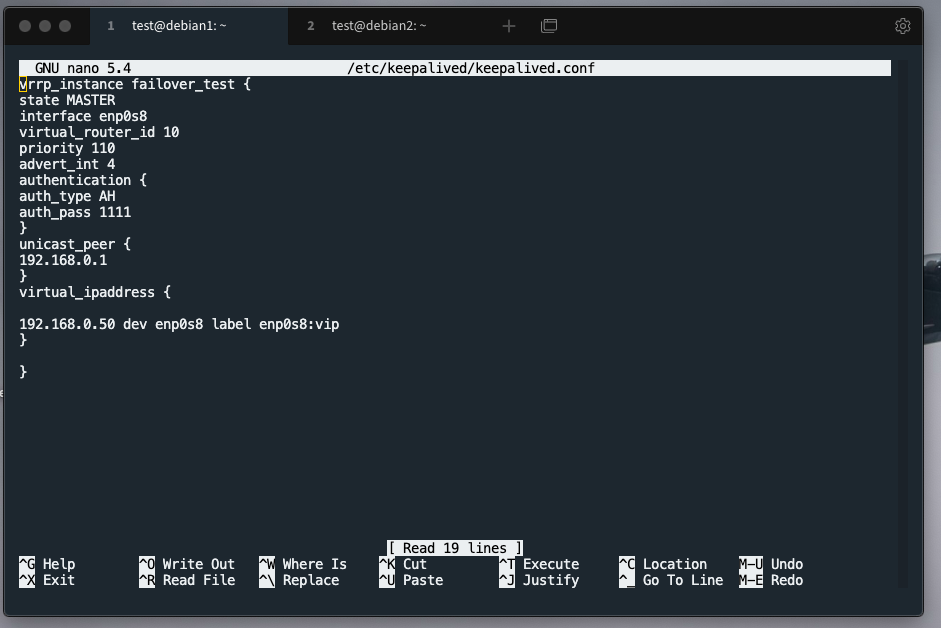 1 test@debian1: ~ 2 test@debian2: ~
GNU nano 5.4 /etc/keepalived/keepalived.conf
vrrp_instance failover_test {
state MASTER
interface enp0s8
virtual_router_id 10
priority 110
advert_int 4
authentication {
auth_type AH
auth_pass 1111
}
unicast_peer {
192.168.0.1
}
virtual_ipaddress {
192.168.0.50 dev enp0s8 label enp0s8:vip
}
}
[ Read 19 lines ]
^G Help ^O Write Out ^W Where Is ^K Cut ^T Execute ^C Location M-U Undo
^X Exit ^R Read File ^\ Replace ^U Paste ^J Justify ^_ Go To Line M-E Redo